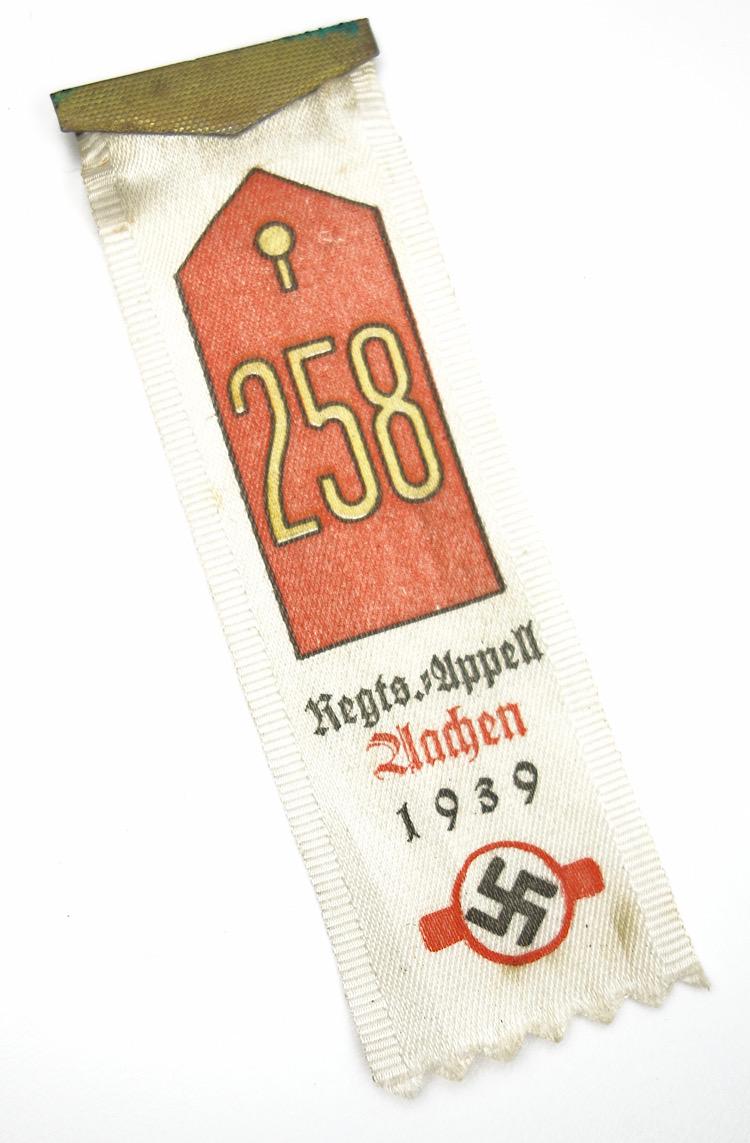 258
Regts.-Appell
Aachen
1939